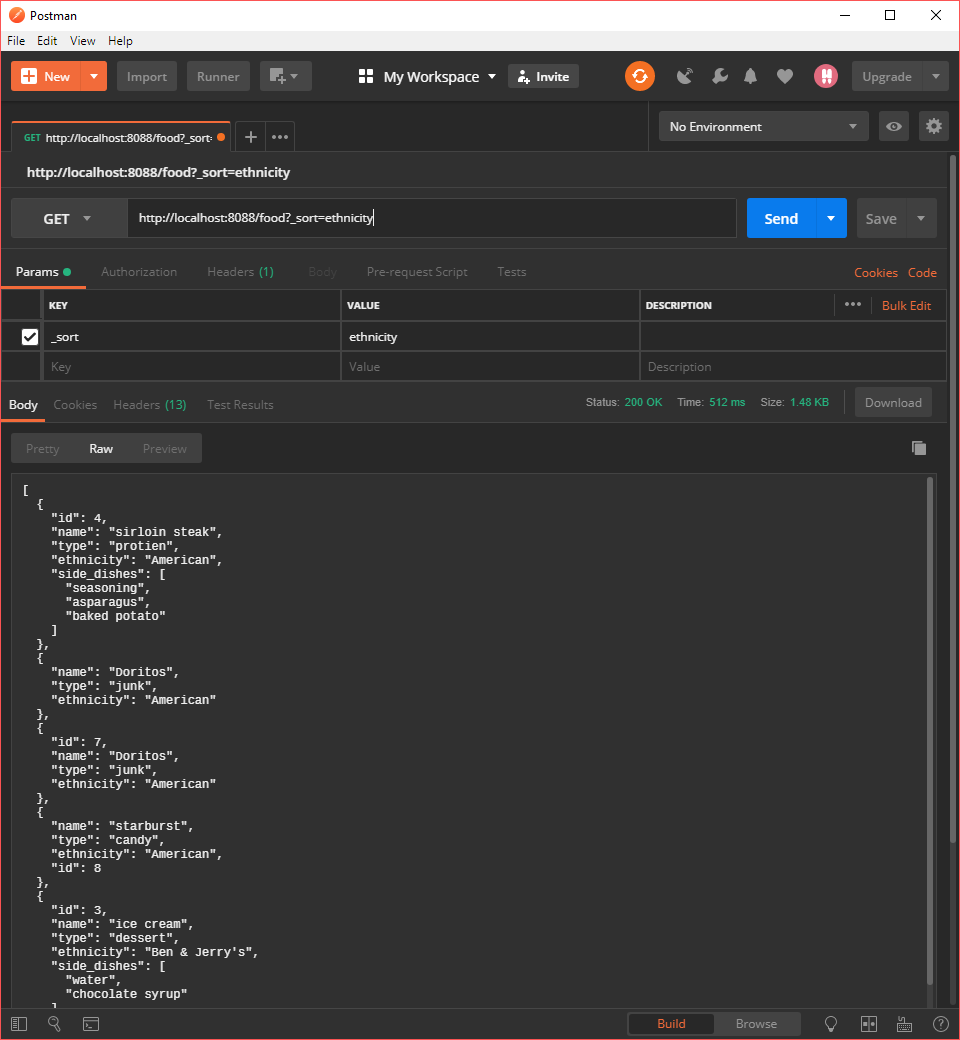 Postman
File Edit View Help
New Import Runner My Workspace Invite Upgrade
GET http://localhost:8088/food?_sort= No Environment
http://localhost:8088/food?_sort=ethnicity
GET http://localhost:8088/food?_sort=ethnicity Send Save
Params Authorization Headers (1) Body Pre-request Script Tests Cookies Code
KEY VALUE DESCRIPTION Bulk Edit
_sort ethnicity
Key Value Description
Body Cookies Headers (13) Test Results Status: 200 OK Time: 512 ms Size: 1.48 KB Download
Pretty Raw Preview
[
  {
    "id": 4,
    "name": "sirloin steak",
    "type": "protien",
    "ethnicity": "American",
    "side_dishes": [
      "seasoning",
      "asparagus",
      "baked potato"
    ]
  },
  {
    "name": "Doritos",
    "type": "junk",
    "ethnicity": "American"
  },
  {
    "id": 7,
    "name": "Doritos",
    "type": "junk",
    "ethnicity": "American"
  },
  {
    "name": "starburst",
    "type": "candy",
    "ethnicity": "American",
    "id": 8
  },
  {
    "id": 3,
    "name": "ice cream",
    "type": "dessert",
    "ethnicity": "Ben & Jerry's",
    "side_dishes": [
      "water",
      "chocolate syrup"
    ]
Build Browse